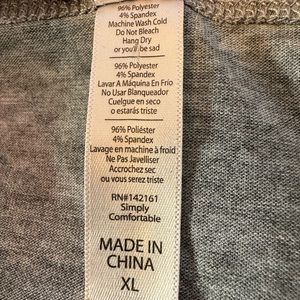 96% Polyester
4% Spandex
Machine Wash Cold
Do Not Bleach
Hang Dry
or you'll be sad
96% Polyester
4% Spandex
Lavar A Máquina En Frío
No Usar Blanqueador
Cuelgue en seco
o estarás triste
96% Poliéster
4% Spandex
Lavage en machine à froid
Ne Pas Javelliser
Accrochez sec
ou vous serez triste
RN#142161
Simply
Comfortable
MADE IN
CHINA
XL